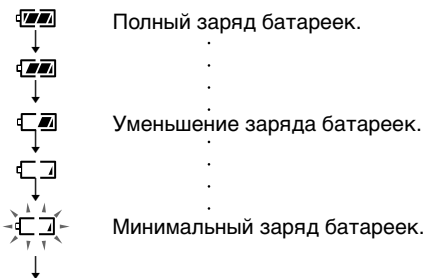 Полный заряд батареек.
Уменьшение заряда батареек.
Минимальный заряд батареек.